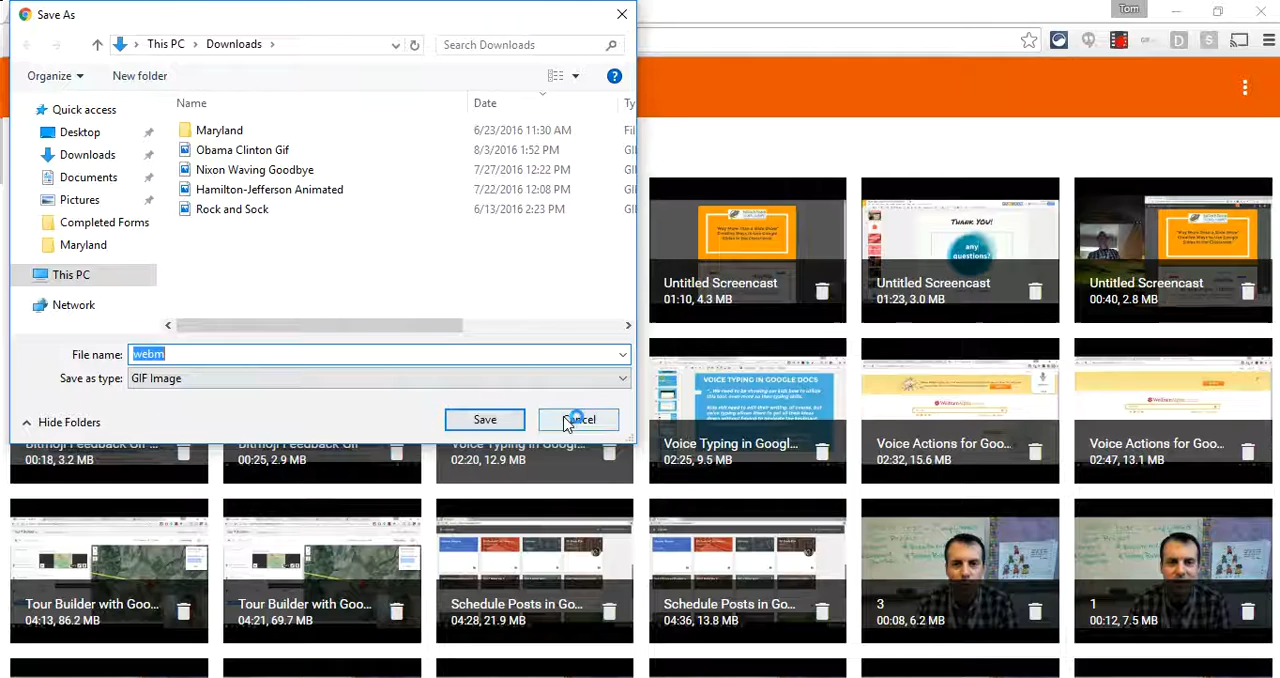 Save As
Tom
This PC
Downloads
Search Downloads
Organize
New folder
Name
Date
Quick access
Desktop
Downloads
Documents
Pictures
Completed Forms
Maryland
This PC
Network
Maryland 6/23/2016 11:30 AM Fil
Obama Clinton Gif 8/3/2016 1:52 PM GI
Nixon Waving Goodbye 7/27/2016 12:22 PM GI
Hamilton-Jefferson Animated 7/22/2016 12:08 PM GI
Rock and Sock 6/13/2016 2:23 PM GI
File name: webm
Save as type: GIF Image
Hide Folders
Save
Cancel
THANK YOU!
any
questions?
Untitled Screencast
01:10, 4.3 MB
Untitled Screencast
01:23, 3.0 MB
Untitled Screencast
00:40, 2.8 MB
00:18, 3.2 MB
00:25, 2.9 MB
02:20, 12.9 MB
VOICE TYPING IN GOOGLE DOCS
Voice Typing in Googl...
02:25, 9.5 MB
Voice Actions for Goo...
02:32, 15.6 MB
Voice Actions for Goo...
02:47, 13.1 MB
Tour Builder with Goo...
04:13, 86.2 MB
Tour Builder with Goo...
04:21, 69.7 MB
Schedule Posts in Go...
04:28, 21.9 MB
Schedule Posts in Go...
04:36, 13.8 MB
3
00:08, 6.2 MB
1
00:12, 7.5 MB